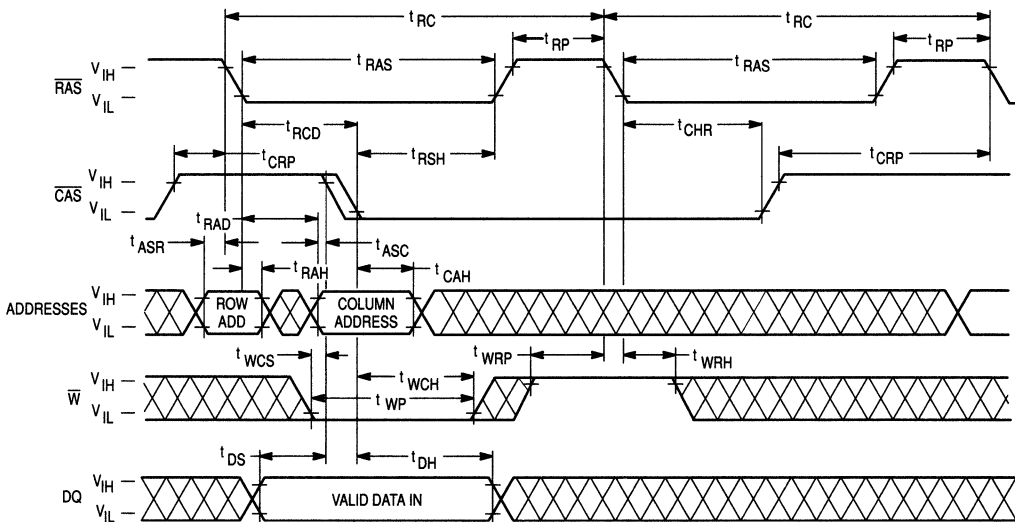 tRC tRC
tRP tRP
tRAS tRAS
RAS VIH
VIL
tRCD tCHR
tCRP tRSH tCRP
CAS VIH
VIL
tRAD
tASR tASC
tRAH tCAH
ADDRESSES VIH
VIL
ROW ADD
COLUMN ADDRESS
tWCS tWRP tWRH
tWCH
tWP
W VIH
VIL
tDS tDH
DQ VIH
VIL
VALID DATA IN